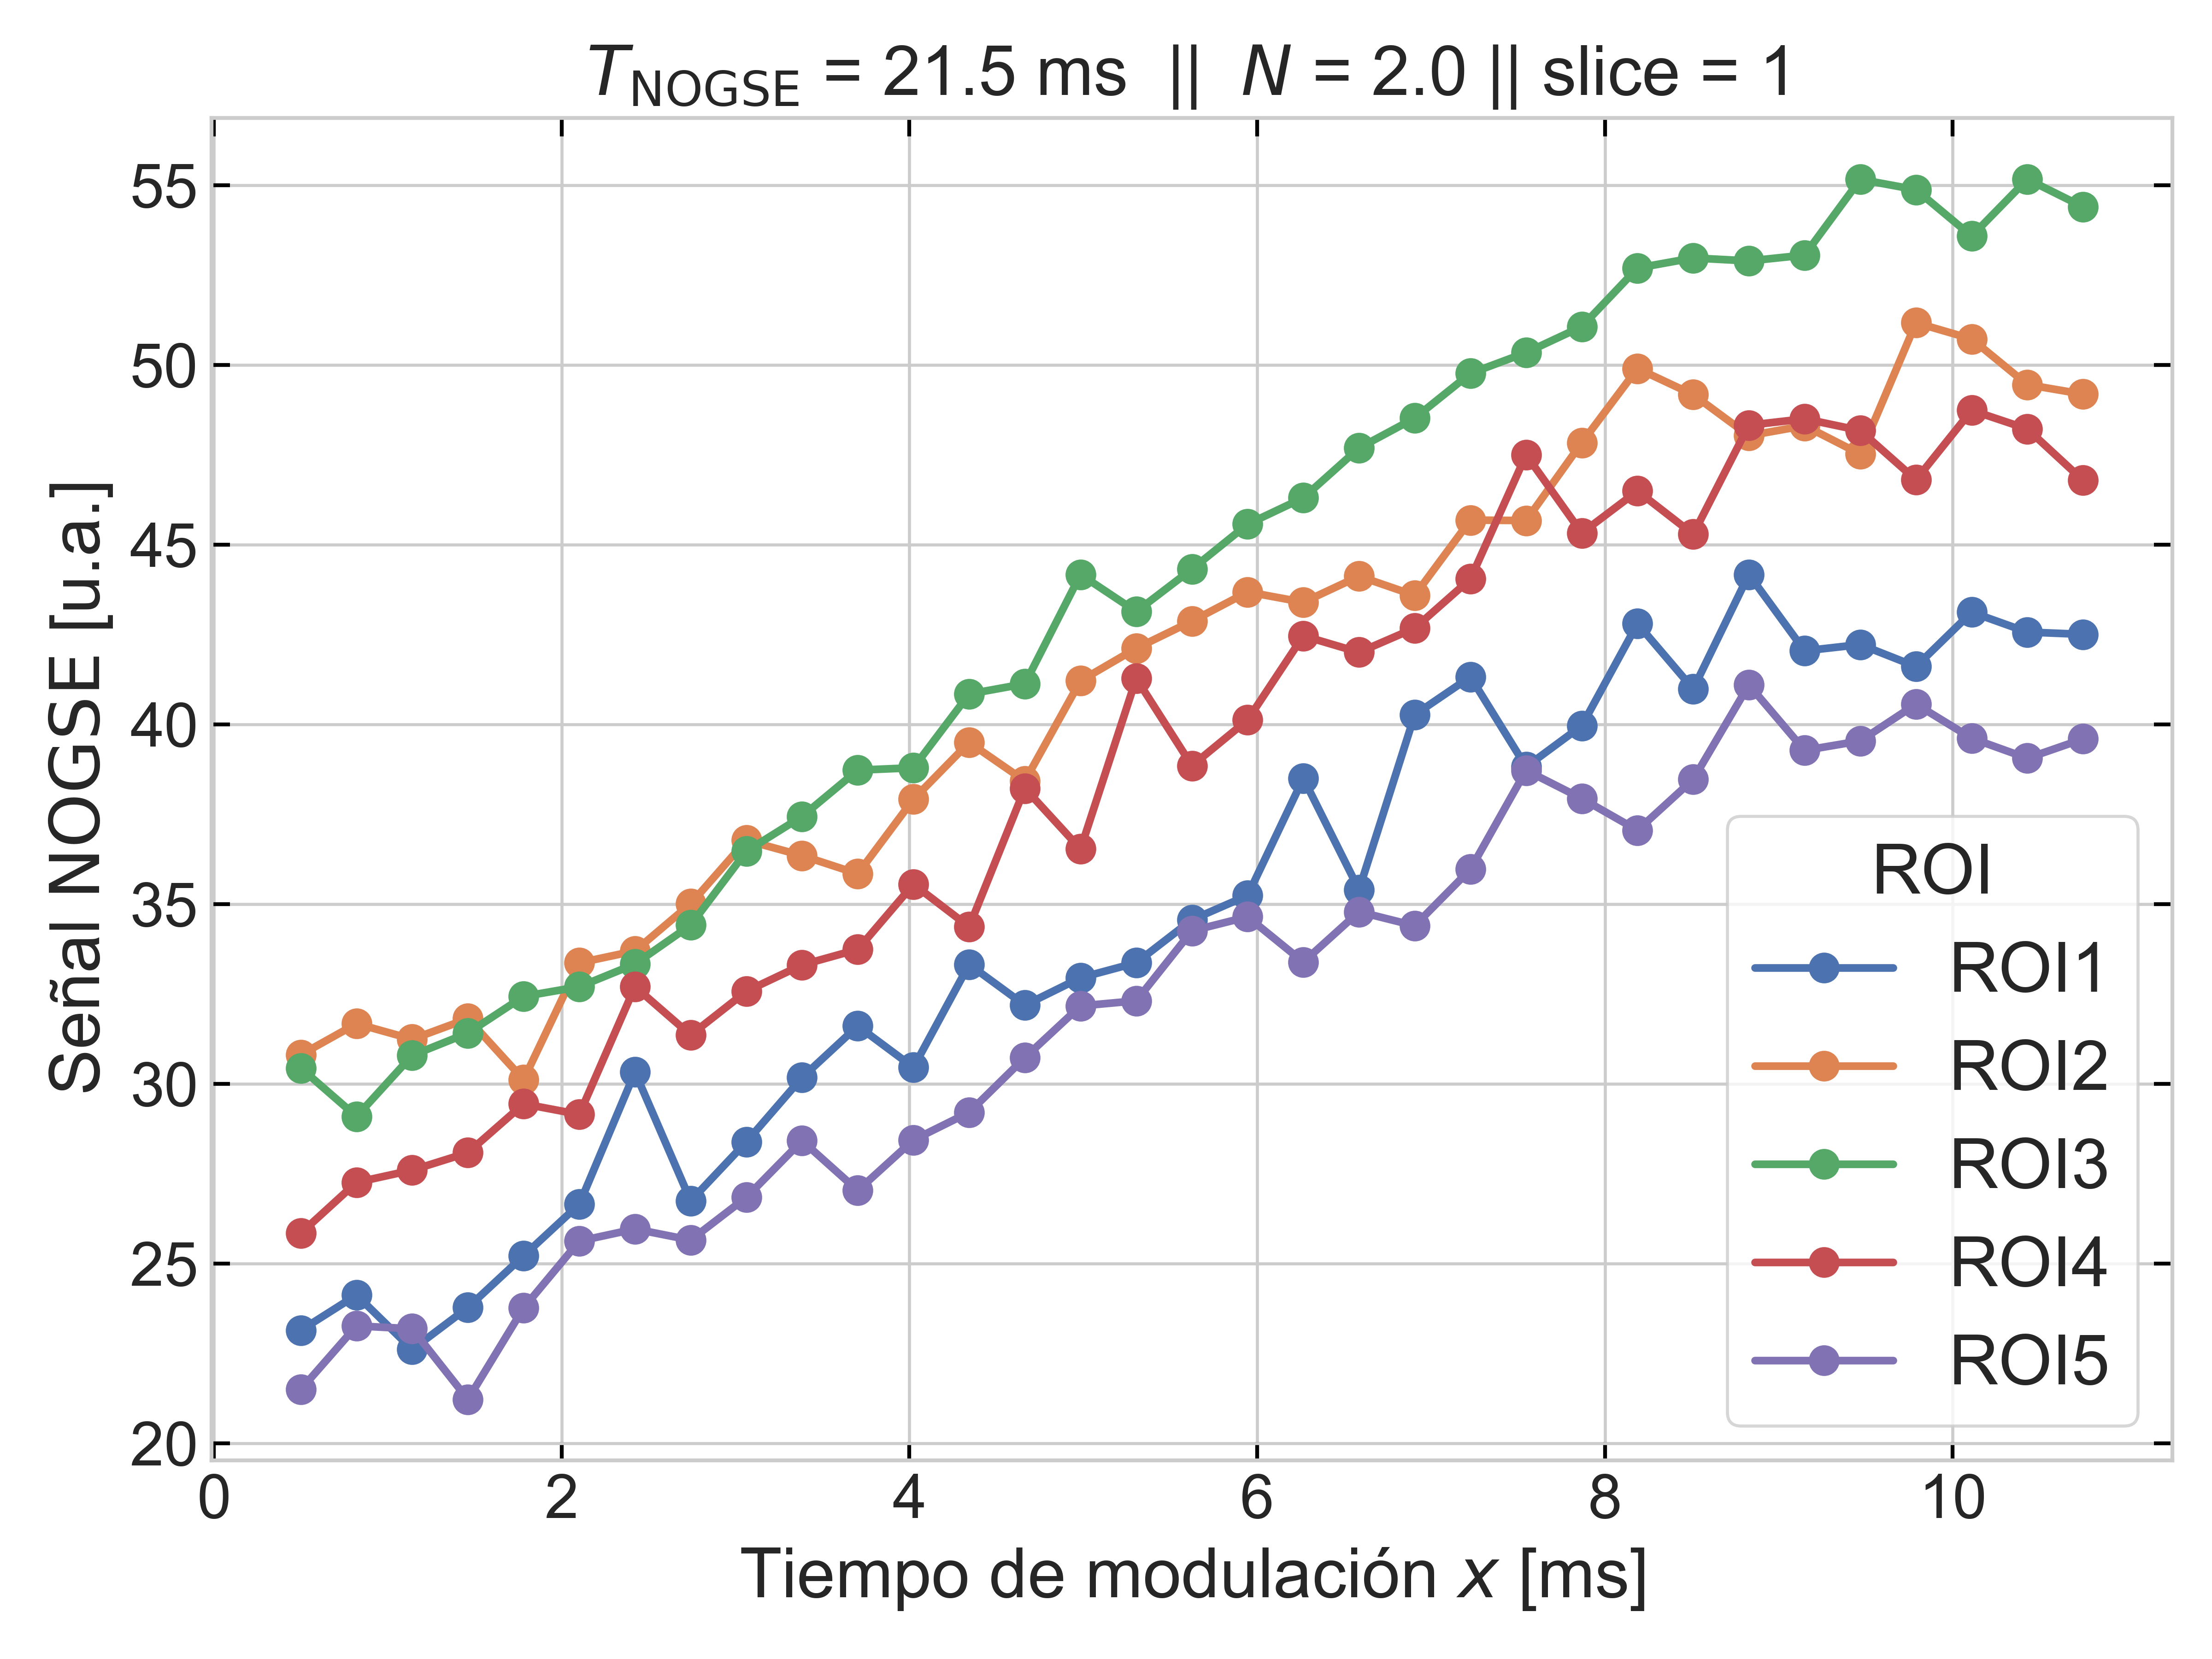 T_NOGSE = 21.5 ms || N = 2.0 || slice = 1
Señal NOGSE [u.a.]
55
50
45
40
35
30
25
20
0 2 4 6 8 10
Tiempo de modulación x [ms]
ROI
ROI1
ROI2
ROI3
ROI4
ROI5